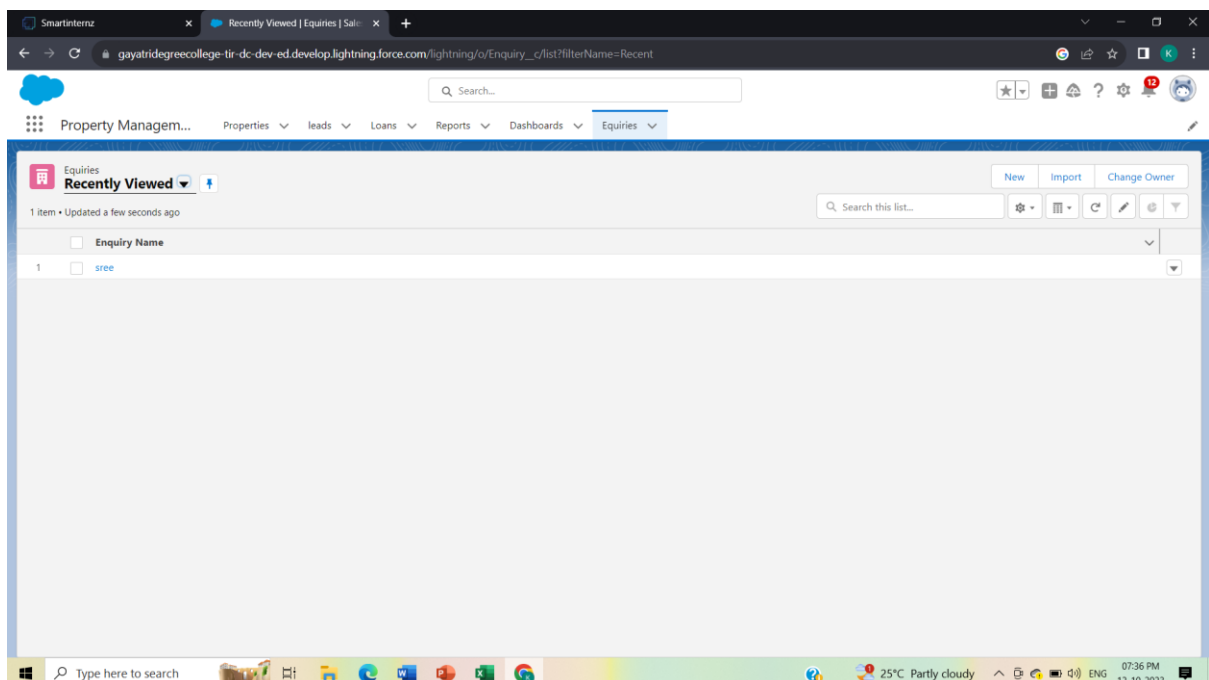 Smartinternz
Recently Viewed | Equiries | Sale
gayatridegreecollege-tir-dc-dev-ed.develop.lightning.force.com/lightning/o/Enquiry__c/list?filterName=Recent
K
Search...
12
Property Managem...
Properties
leads
Loans
Reports
Dashboards
Equiries
Equiries
Recently Viewed
New
Import
Change Owner
1 item • Updated a few seconds ago
Search this list...
Enquiry Name
1
sree
Type here to search
25°C Partly cloudy
ENG
07:36 PM